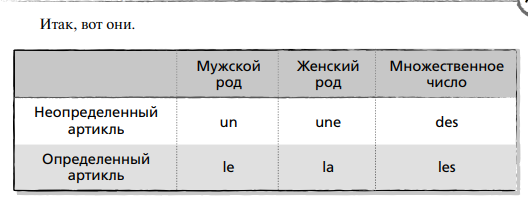 Итак, вот они.
Мужской род Женский род Множественное число
Неопределенный артикль un une des
Определенный артикль le la les